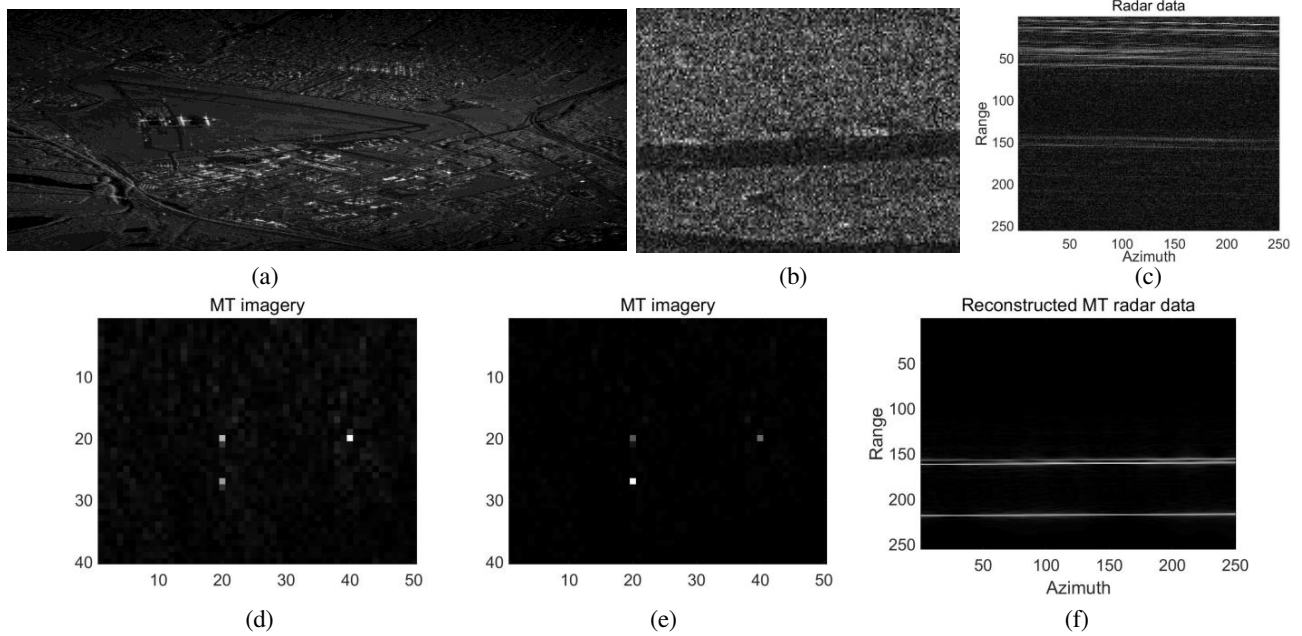 Radar data
Range
50
100
150
200
250
50 100 150 200 250
Azimuth
(a)
(b)
(c)
MT imagery
10
20
30
40
10 20 30 40 50
(d)
MT imagery
10
20
30
40
10 20 30 40 50
(e)
Reconstructed MT radar data
Range
50
100
150
200
250
50 100 150 200 250
Azimuth
(f)